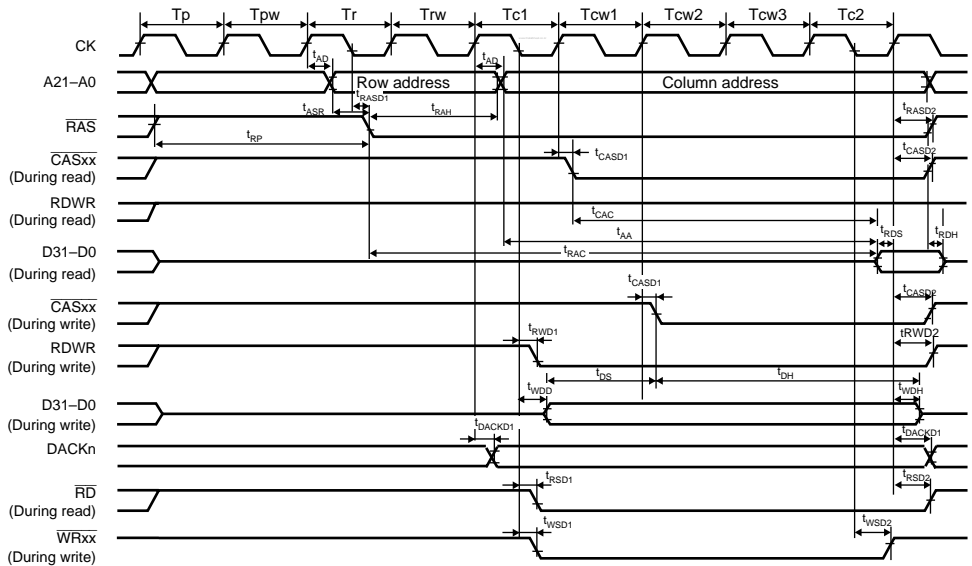 Tp Tpw Tr Trw Tc1 Tcw1 Tcw2 Tcw3 Tc2
CK
tAD tAD
A21–A0 Row address Column address
tRASD1
tASR tRAH tRASD2
RAS
tRP
CASxx tCASD1 tCASD2
(During read)
RDWR
(During read) tCAC
tAA tRDS tRDH
D31–D0 tRAC
(During read)
tCASD1 tCASD2
CASxx
(During write)
RDWR tRWD1 tRWD2
(During write)
tDS tDH
D31–D0 tWDD tWDH
(During write)
tDACKD1 tDACKD1
DACKn
RD tRSD1 tRSD2
(During read)
WRxx tWSD1 tWSD2
(During write)